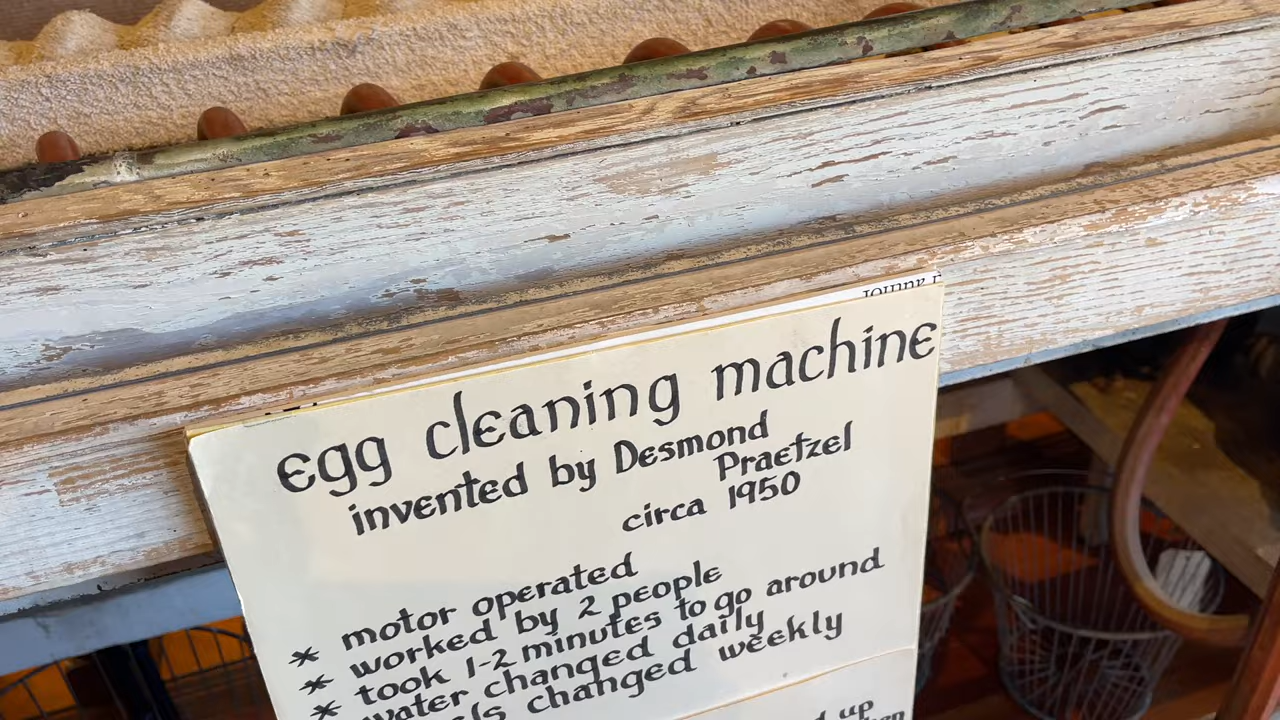 egg cleaning machine
invented by Desmond
Praetzel
circa 1950
* motor operated
* worked by 2 people
* took 1-2 minutes to go around
water changed daily
changed weekly
up